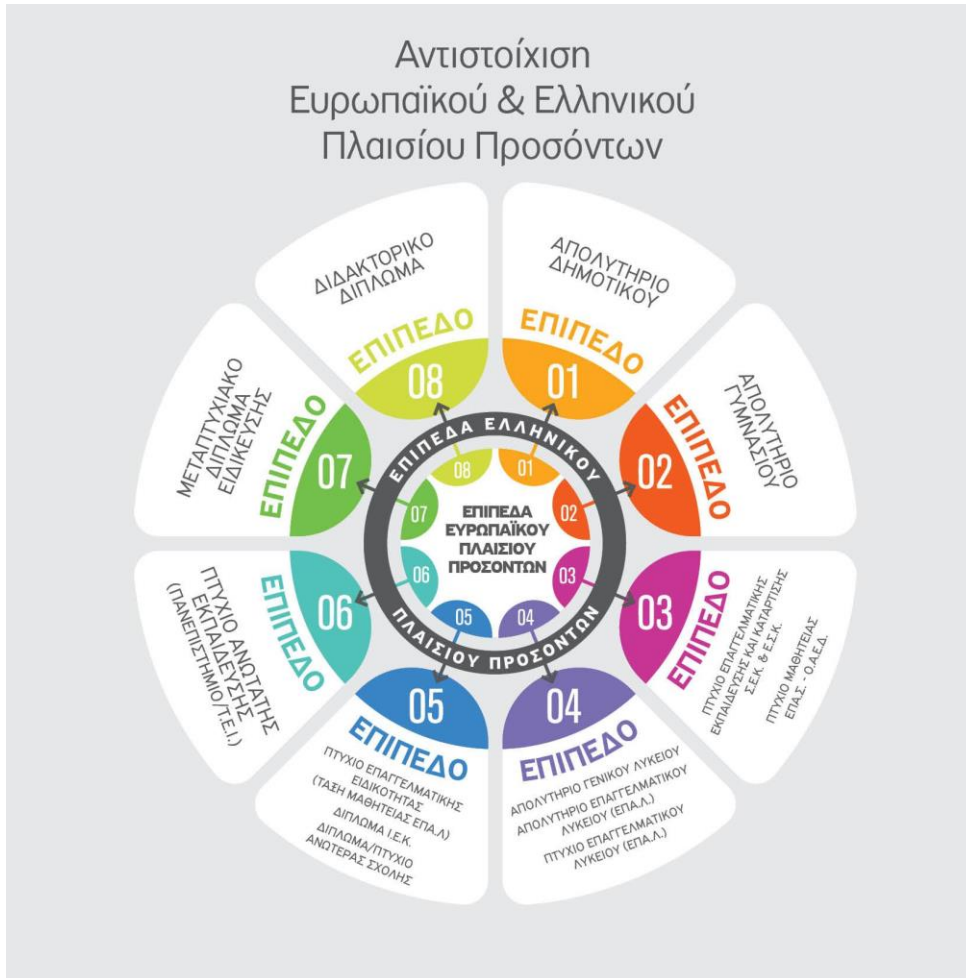 Αντιστοίχιση
Ευρωπαϊκού & Ελληνικού
Πλαισίου Προσόντων
ΑΠΟΛΥΤΗΡΙΟ
ΔΗΜΟΤΙΚΟΥ
ΕΠΙΠΕΔΟ
01
ΑΠΟΛΥΤΗΡΙΟ
ΓΥΜΝΑΣΙΟΥ
ΕΠΙΠΕΔΟ
02
ΕΠΙΠΕΔΟ
03
ΠΤΥΧΙΟ ΕΠΑΓΓΕΛΜΑΤΙΚΗΣ
ΕΚΠΑΙΔΕΥΣΗΣ ΚΑΙ ΚΑΤΑΡΤΙΣΗΣ
Σ.Ε.Κ. & Ε.Σ.Κ.
ΠΤΥΧΙΟ ΜΑΘΗΤΕΙΑΣ
ΕΠΑ.Σ. - Ο.Α.Ε.Δ.
04
ΕΠΙΠΕΔΟ
ΑΠΟΛΥΤΗΡΙΟ ΓΕΝΙΚΟΥ ΛΥΚΕΙΟΥ
ΑΠΟΛΥΤΗΡΙΟ ΕΠΑΓΓΕΛΜΑΤΙΚΟΥ
ΛΥΚΕΙΟΥ (ΕΠΑ.Λ.)
ΠΤΥΧΙΟ ΕΠΑΓΓΕΛΜΑΤΙΚΟΥ
ΛΥΚΕΙΟΥ (ΕΠΑ.Λ.)
05
ΕΠΙΠΕΔΟ
ΠΤΥΧΙΟ ΕΠΑΓΓΕΛΜΑΤΙΚΗΣ
ΕΙΔΙΚΟΤΗΤΑΣ
(ΤΑΞΗ ΜΑΘΗΤΕΙΑΣ ΕΠΑ.Λ)
ΔΙΠΛΩΜΑ Ι.Ε.Κ.
ΔΙΠΛΩΜΑ/ΠΤΥΧΙΟ
ΑΝΩΤΕΡΑΣ ΣΧΟΛΗΣ
06
ΕΠΙΠΕΔΟ
ΠΤΥΧΙΟ ΑΝΩΤΑΤΗΣ
ΕΚΠΑΙΔΕΥΣΗΣ
(ΠΑΝΕΠΙΣΤΗΜΙΟ/Τ.Ε.Ι.)
ΜΕΤΑΠΤΥΧΙΑΚΟ
ΔΙΠΛΩΜΑ
ΕΙΔΙΚΕΥΣΗΣ
ΕΠΙΠΕΔΟ
07
ΔΙΔΑΚΤΟΡΙΚΟ
ΔΙΠΛΩΜΑ
ΕΠΙΠΕΔΟ
08
ΕΠΙΠΕΔΑ ΕΛΛΗΝΙΚΟΥ
ΠΛΑΙΣΙΟΥ ΠΡΟΣΟΝΤΩΝ
01
02
03
04
05
06
07
08
ΕΠΙΠΕΔΑ
ΕΥΡΩΠΑΪΚΟΥ
ΠΛΑΙΣΙΟΥ
ΠΡΟΣΟΝΤΩΝ